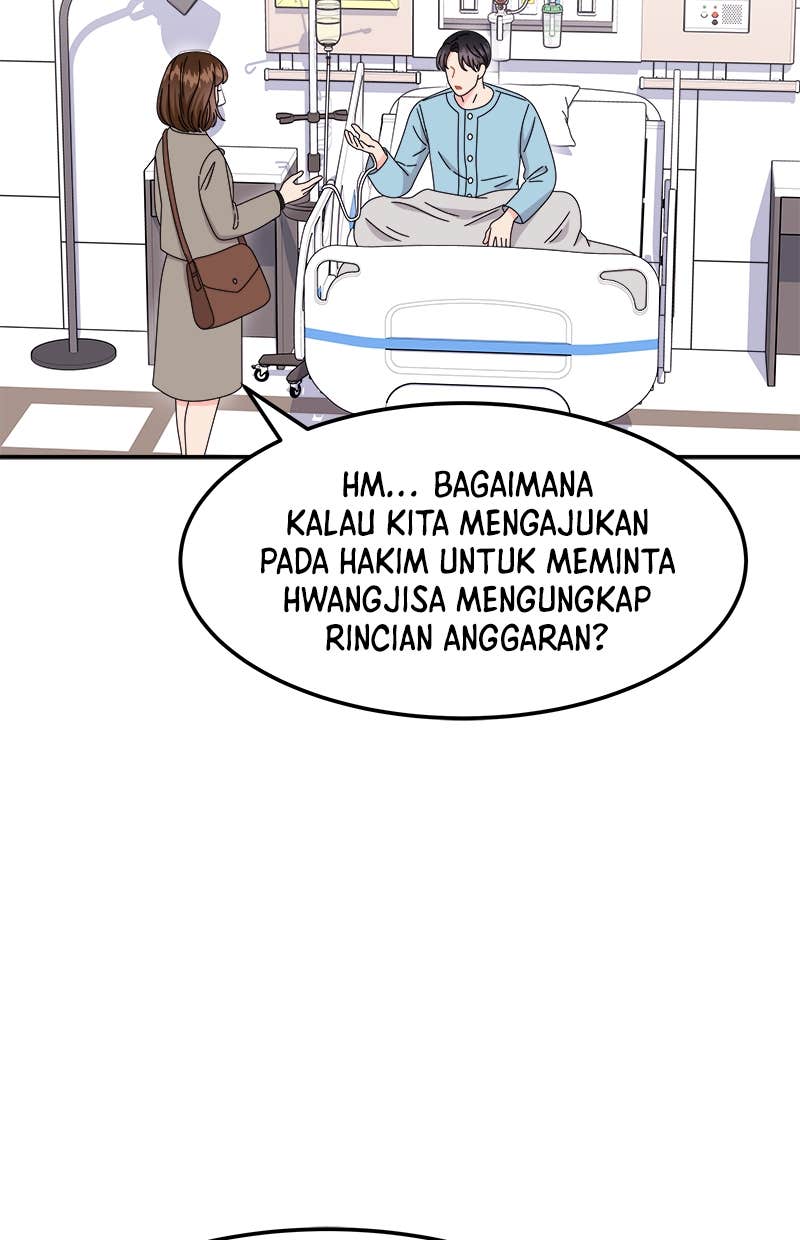 HM... BAGAIMANA
KALAU KITA MENGAJUKAN
PADA HAKIM UNTUK MEMINTA
HWANGJISA MENGUNGKAP
RINCIAN ANGGARAN?